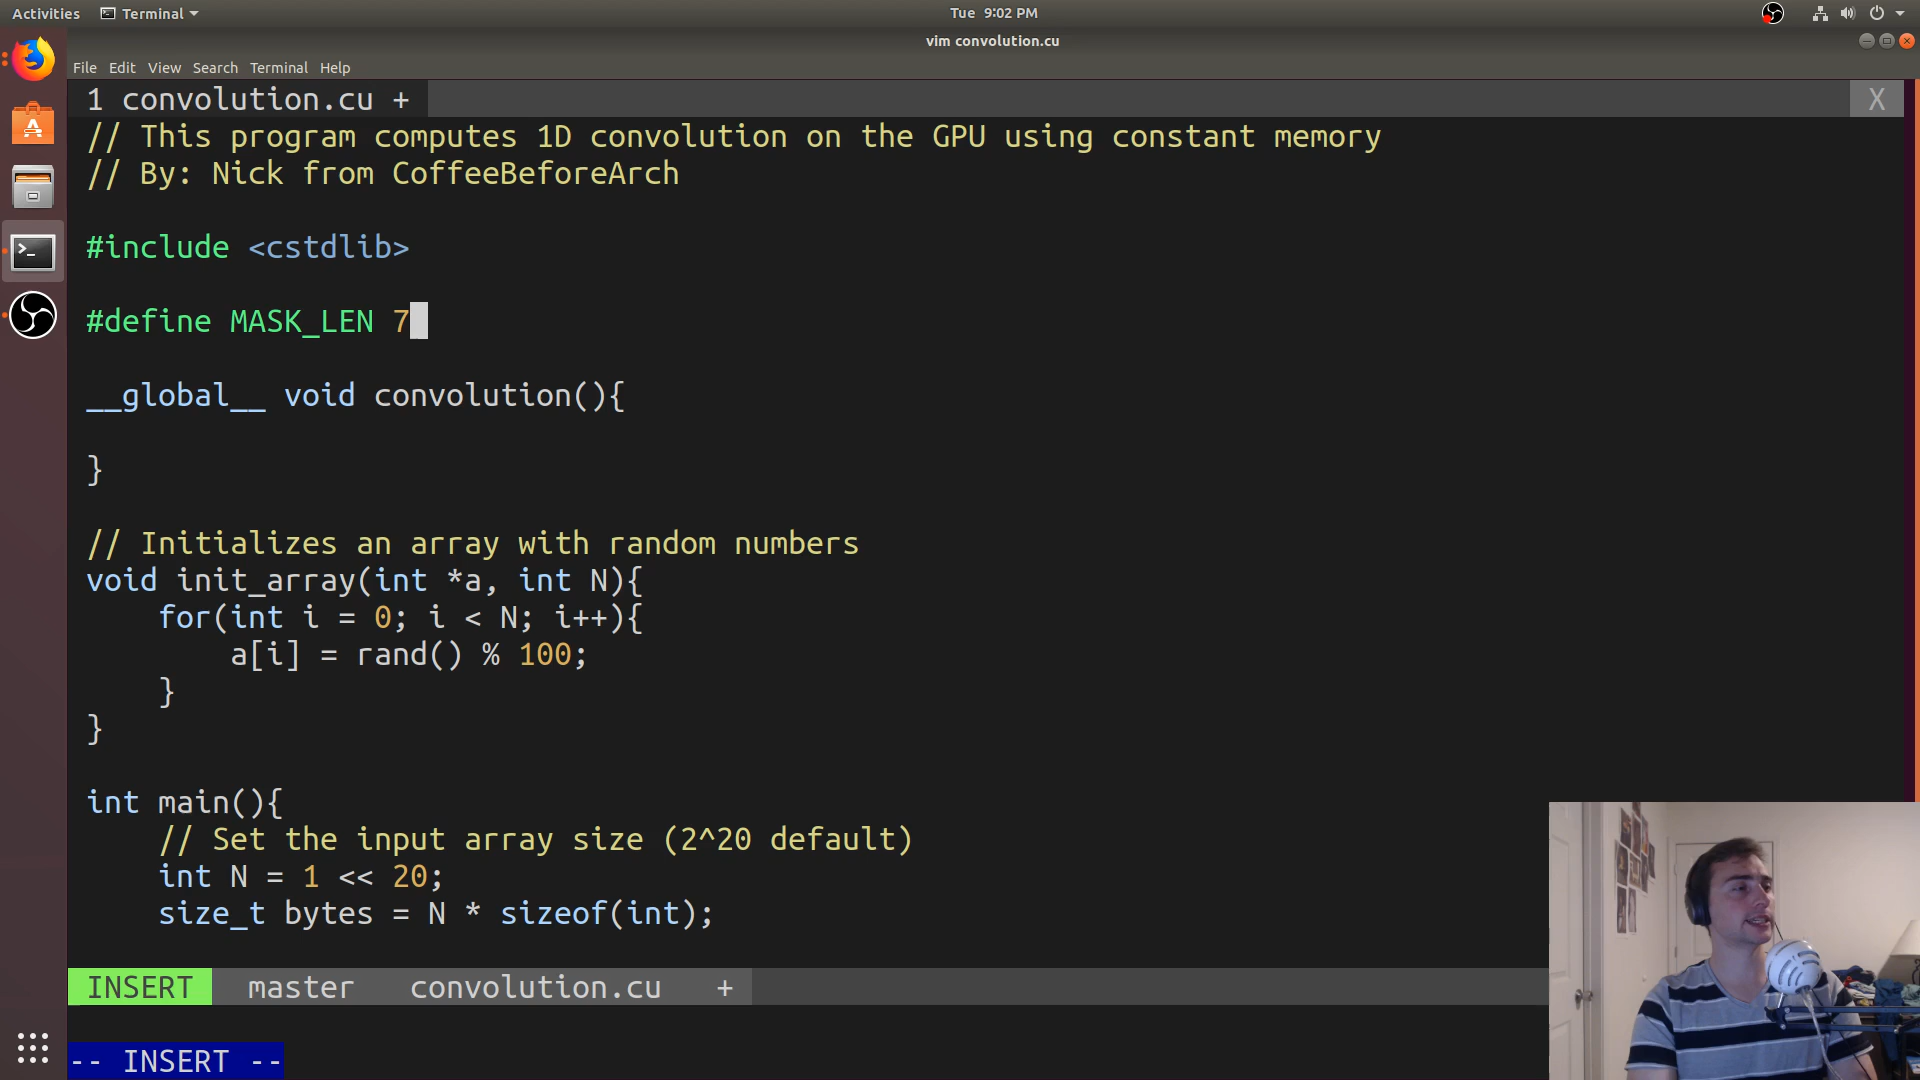 Activities Terminal Tue 9:02 PM
vim convolution.cu
File Edit View Search Terminal Help
1 convolution.cu + X
// This program computes 1D convolution on the GPU using constant memory
// By: Nick from CoffeeBeforeArch
#include <cstdlib>
#define MASK_LEN 7
__global__ void convolution(){
}
// Initializes an array with random numbers
void init_array(int *a, int N){
for(int i = 0; i < N; i++){
a[i] = rand() % 100;
}
}
int main(){
// Set the input array size (2^20 default)
int N = 1 << 20;
size_t bytes = N * sizeof(int);
INSERT master convolution.cu +
-- INSERT --